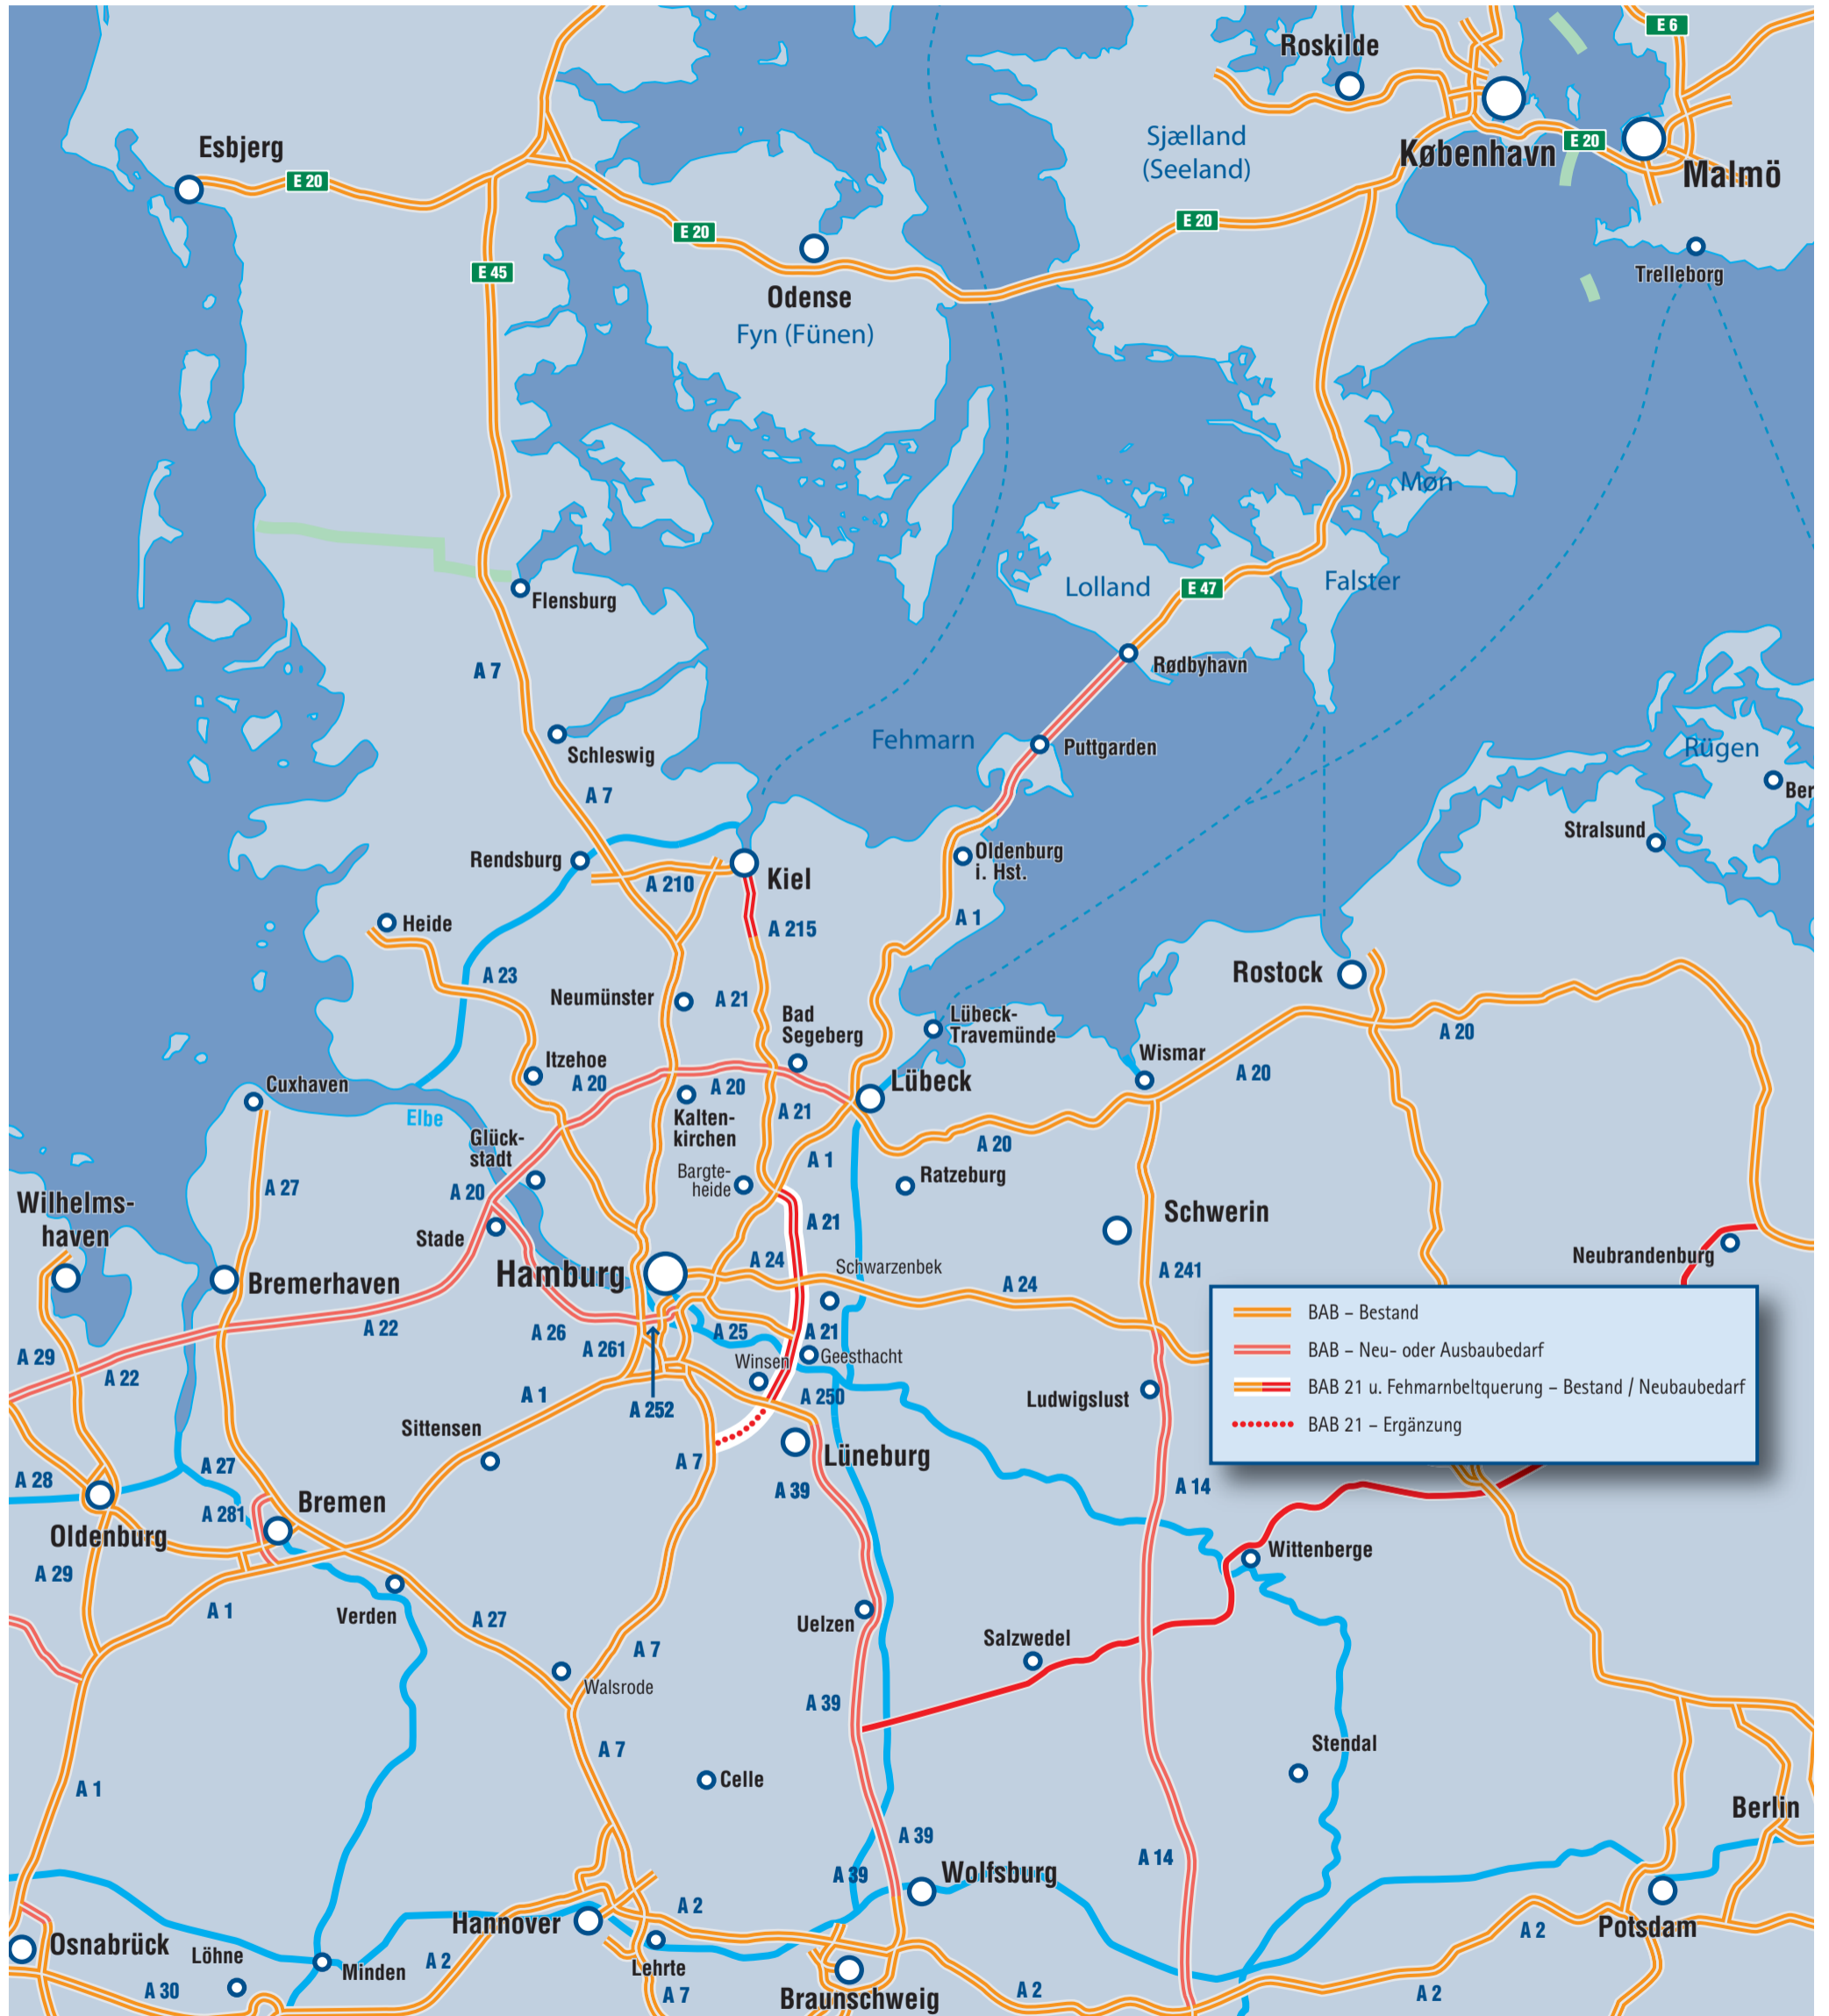 Roskilde
E 6
København
E 20
Malmö
Esbjerg
E 20
Sjælland
(Seeland)
E 20
E 20
E 45
Odense
Fyn (Fünen)
Trelleborg
Møn
Flensburg
Lolland
E 47
Falster
A 7
Rødbyhavn
Schleswig
Fehmarn
Puttgarden
Rügen
Ber
A 7
Stralsund
Rendsburg
A 210
Kiel
Oldenburg
i. Hst.
Heide
A 215
A 1
A 23
Neumünster
A 21
Rostock
Bad
Segeberg
Lübeck-
Travemünde
A 20
Itzehoe
A 20
A 20
Wismar
A 20
Cuxhaven
Lübeck
Elbe
Kalten-
kirchen
A 21
Glück-
stadt
A 20
A 1
Bargte-
heide
Ratzeburg
A 27
A 20
Wilhelms-
haven
Stade
A 21
Schwerin
Neubrandenburg
Hamburg
A 24
Schwarzenbek
A 24
A 241
Bremerhaven
A 22
A 26
A 261
A 25
A 21
Geesthacht
Winsen
A 29
A 22
A 1
A 252
A 250
Ludwigslust
BAB – Bestand
BAB – Neu- oder Ausbaubedarf
BAB 21 u. Fehmarnbeltquerung – Bestand / Neubaubedarf
BAB 21 – Ergänzung
Sittensen
Lüneburg
A 7
A 28
A 27
A 39
A 14
Bremen
A 281
Oldenburg
Wittenberge
A 29
A 1
Verden
A 27
Uelzen
A 7
Salzwedel
Walsrode
A 39
A 7
Stendal
Celle
A 1
Berlin
A 39
A 14
A 39
Wolfsburg
A 2
Hannover
A 2
Potsdam
Osnabrück
Löhne
Minden
A 2
Lehrte
A 30
A 7
Braunschweig
A 2
A 2